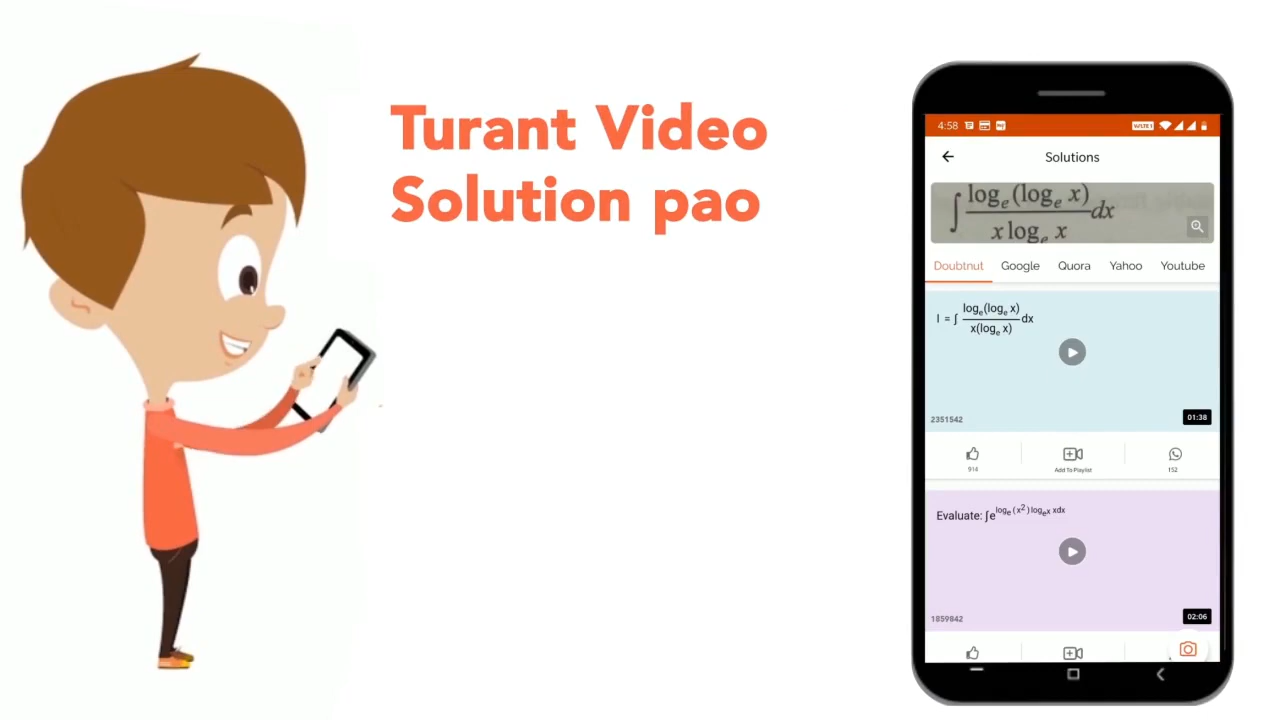 Turant Video
Solution pao
4:58
VoLTE1
Solutions
∫ logₑ(logₑ x) / x logₑ x dx
Doubtnut Google Quora Yahoo Youtube
I = ∫ logₑ(logₑ x) / x(logₑ x) dx
2351542 01:38
914 Add To Playlist 152
Evaluate: ∫e^logₑ(x²)logₑx xdx
1859842 02:06